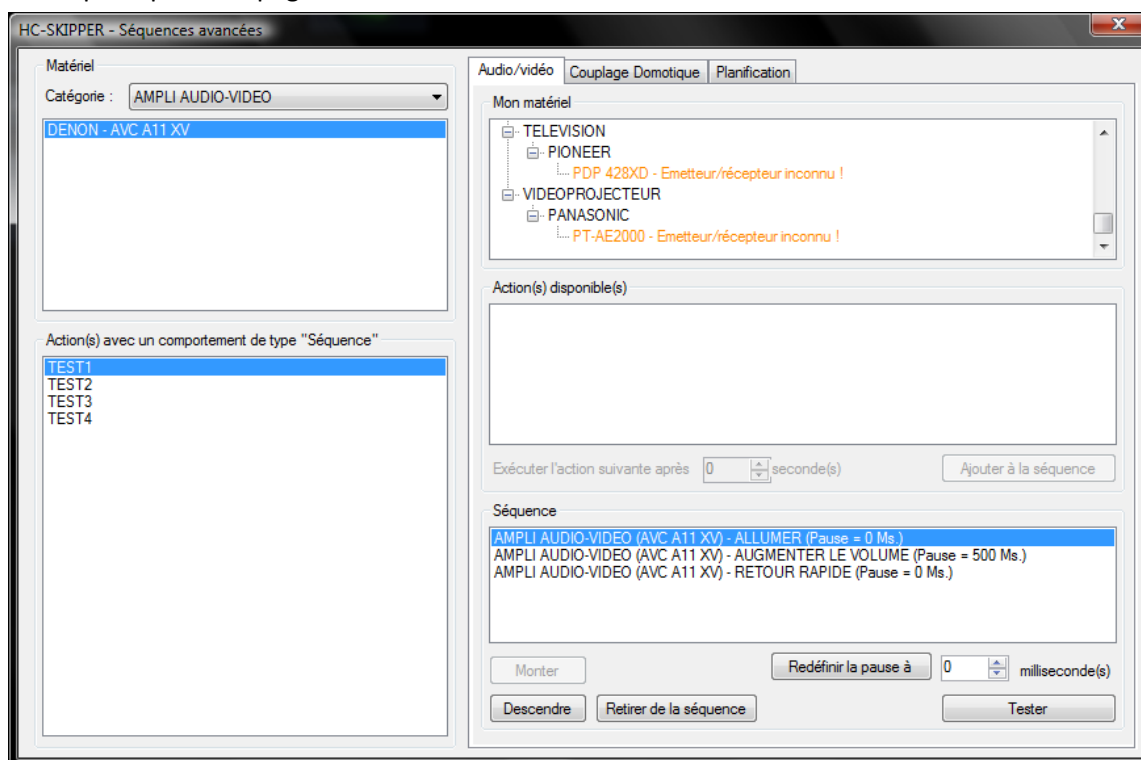 HC-SKIPPER - Séquences avancées
Matériel
Catégorie : AMPLI AUDIO-VIDEO
DENON - AVC A11 XV
Action(s) avec un comportement de type "Séquence"
TEST1
TEST2
TEST3
TEST4
Audio/vidéo Couplage Domotique Planification
Mon matériel
TELEVISION
PIONEER
PDP 428XD - Emetteur/récepteur inconnu !
VIDEOPROJECTEUR
PANASONIC
PT-AE2000 - Emetteur/récepteur inconnu !
Action(s) disponible(s)
Exécuter l'action suivante après 0 seconde(s) Ajouter à la séquence
Séquence
AMPLI AUDIO-VIDEO (AVC A11 XV) - ALLUMER (Pause = 0 Ms.)
AMPLI AUDIO-VIDEO (AVC A11 XV) - AUGMENTER LE VOLUME (Pause = 500 Ms.)
AMPLI AUDIO-VIDEO (AVC A11 XV) - RETOUR RAPIDE (Pause = 0 Ms.)
Monter Redéfinir la pause à 0 milliseconde(s)
Descendre Retirer de la séquence Tester